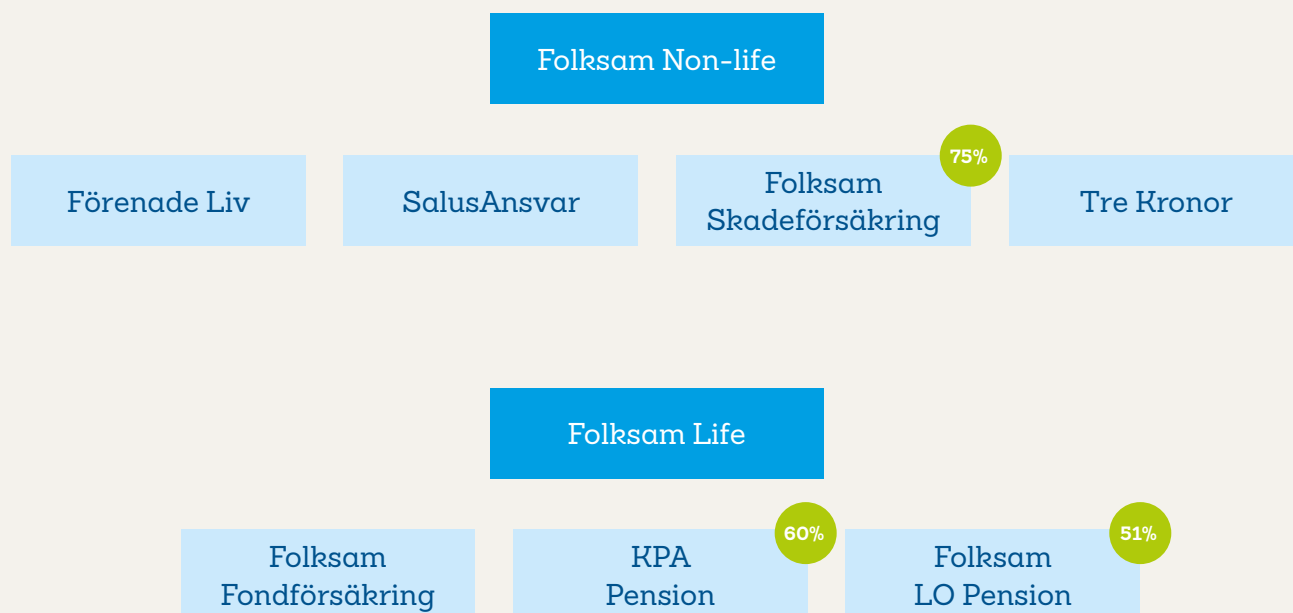 Folksam Non-life
75%
Förenade Liv
SalusAnsvar
Folksam
Skadeförsäkring
Tre Kronor
Folksam Life
60%
51%
Folksam
Fondförsäkring
KPA
Pension
Folksam
LO Pension